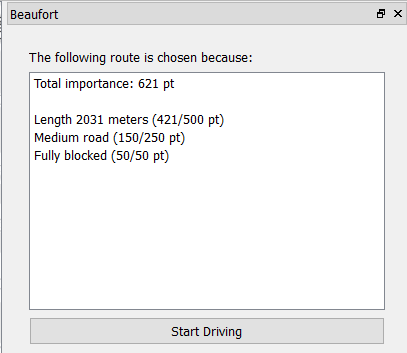 Beaufort
The following route is chosen because:
Total importance: 621 pt
Length 2031 meters (421/500 pt)
Medium road (150/250 pt)
Fully blocked (50/50 pt)
Start Driving